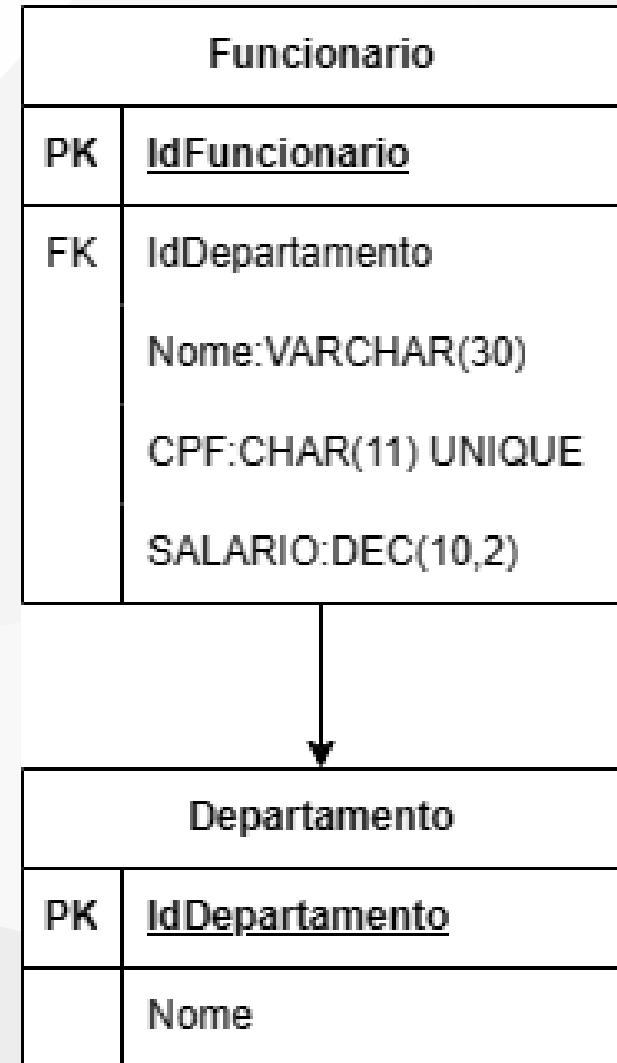 Funcionario
PK IdFuncionario
FK IdDepartamento
Nome:VARCHAR(30)
CPF:CHAR(11) UNIQUE
SALARIO:DEC(10,2)
Departamento
PK IdDepartamento
Nome